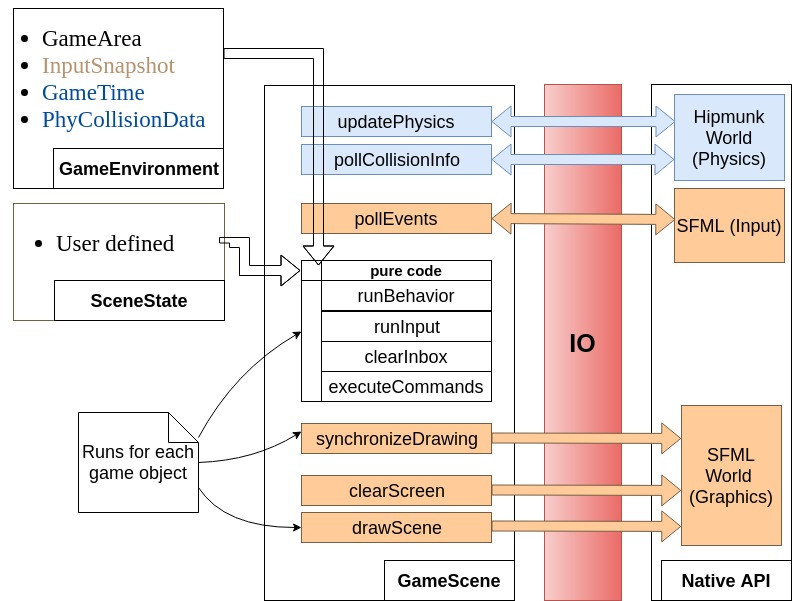 GameArea
InputSnapshot
GameTime
PhyCollisionData
GameEnvironment
User defined
SceneState
Runs for each
game object
updatePhysics
pollCollisionInfo
pollEvents
pure code
runBehavior
runInput
clearInbox
executeCommands
synchronizeDrawing
clearScreen
drawScene
GameScene
IO
Hipmunk
World
(Physics)
SFML (Input)
SFML
World
(Graphics)
Native API